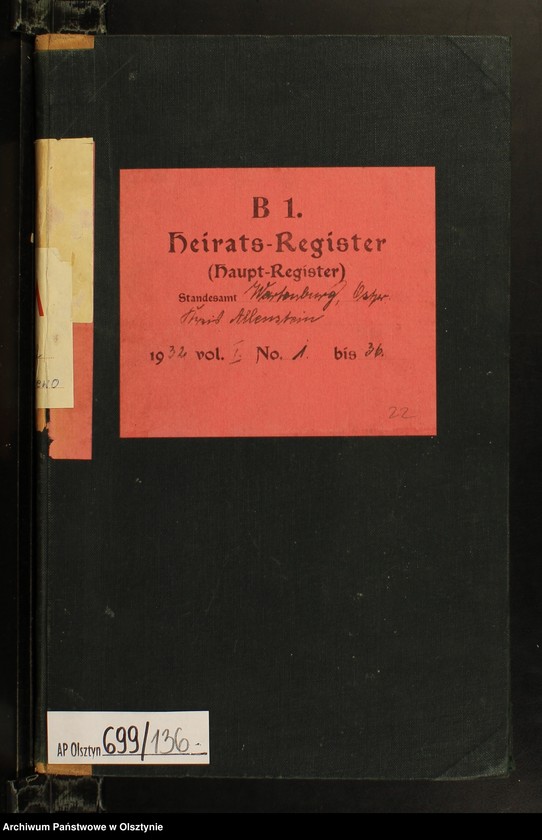 B 1.
Heirats-Register
(Haupt-Register)
Standesamt Wartenburg, Ostpr.
Kreis Allenstein
1932 vol. I. No. 1. bis 36.
22
AP Olsztyn 699/136-
Archiwum Państwowe w Olsztynie